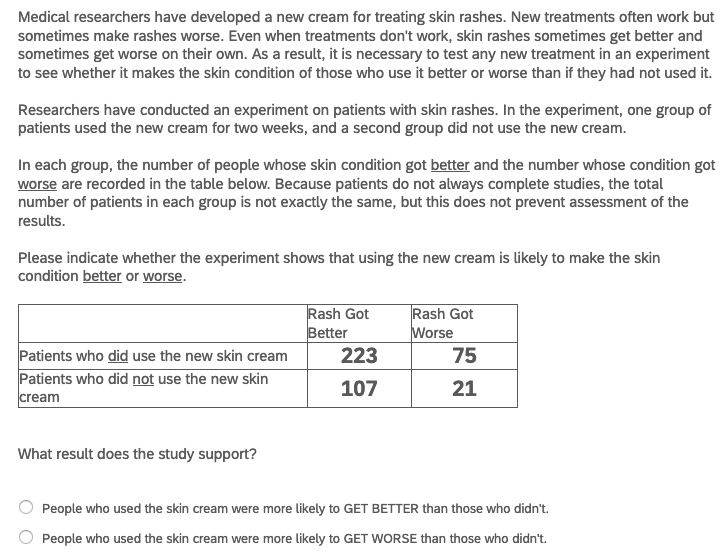 Medical researchers have developed a new cream for treating skin rashes. New treatments often work but
sometimes make rashes worse. Even when treatments don't work, skin rashes sometimes get better and
sometimes get worse on their own. As a result, it is necessary to test any new treatment in an experiment
to see whether it makes the skin condition of those who use it better or worse than if they had not used it.
Researchers have conducted an experiment on patients with skin rashes. In the experiment, one group of
patients used the new cream for two weeks, and a second group did not use the new cream.
In each group, the number of people whose skin condition got better and the number whose condition got
worse are recorded in the table below. Because patients do not always complete studies, the total
number of patients in each group is not exactly the same, but this does not prevent assessment of the
results.
Please indicate whether the experiment shows that using the new cream is likely to make the skin
condition better or worse.
Rash Got Rash Got
Better Worse
Patients who did use the new skin cream 223 75
Patients who did not use the new skin
cream 107 21
What result does the study support?
People who used the skin cream were more likely to GET BETTER than those who didn't.
People who used the skin cream were more likely to GET WORSE than those who didn't.